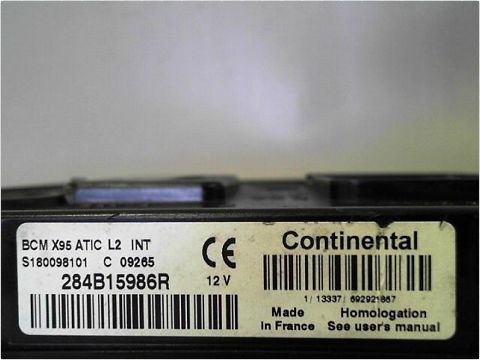 BCM X95 ATIC L2 INT
S180098101 C 09265
284B15986R
12 V
Continental
1/ 13337/ 692921867
Made In France
Homologation
See user's manual